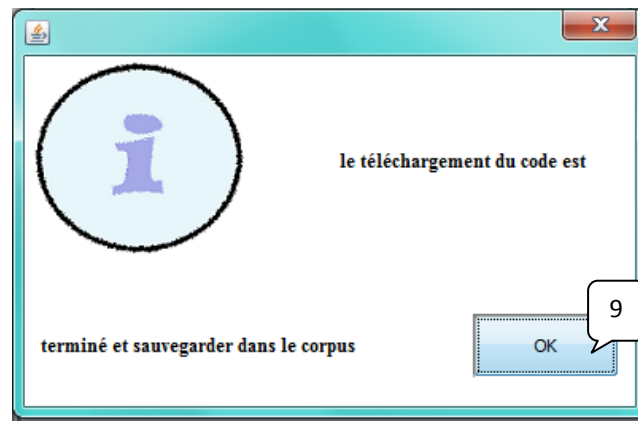 le téléchargement du code est
9
terminé et sauvegarder dans le corpus
OK